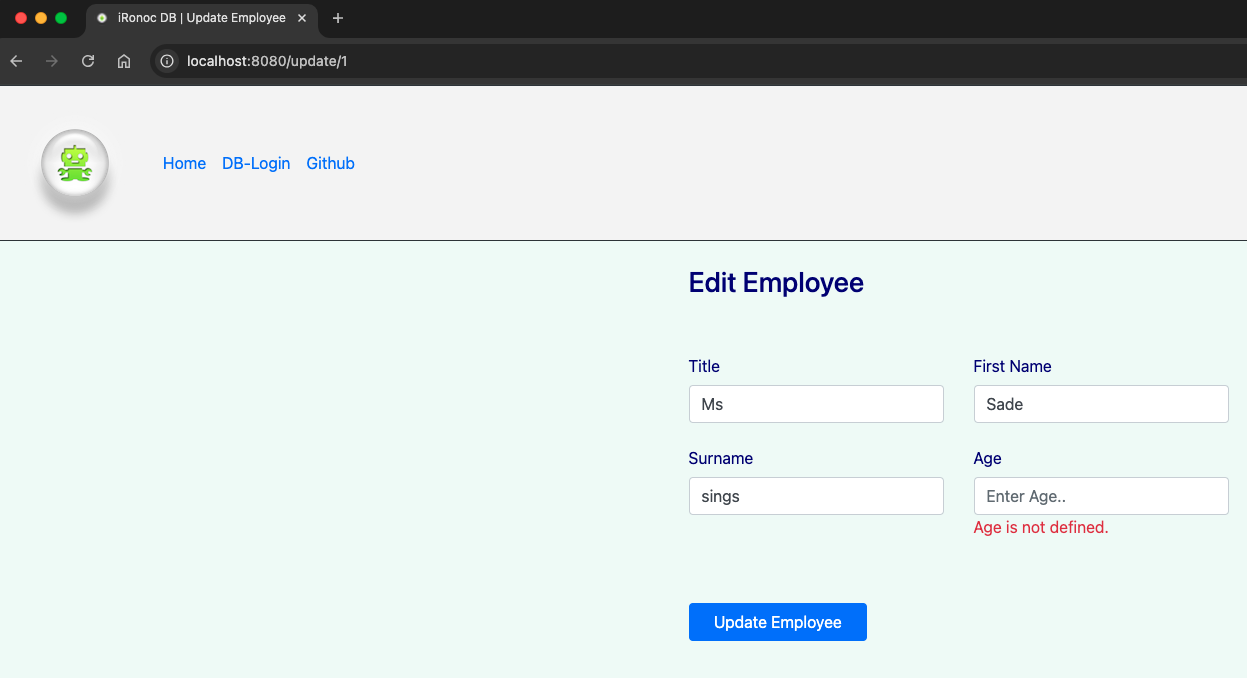 iRonoc DB | Update Employee
localhost:8080/update/1
Home DB-Login Github
Edit Employee
Title First Name
Ms Sade
Surname Age
sings Enter Age..
Age is not defined.
Update Employee